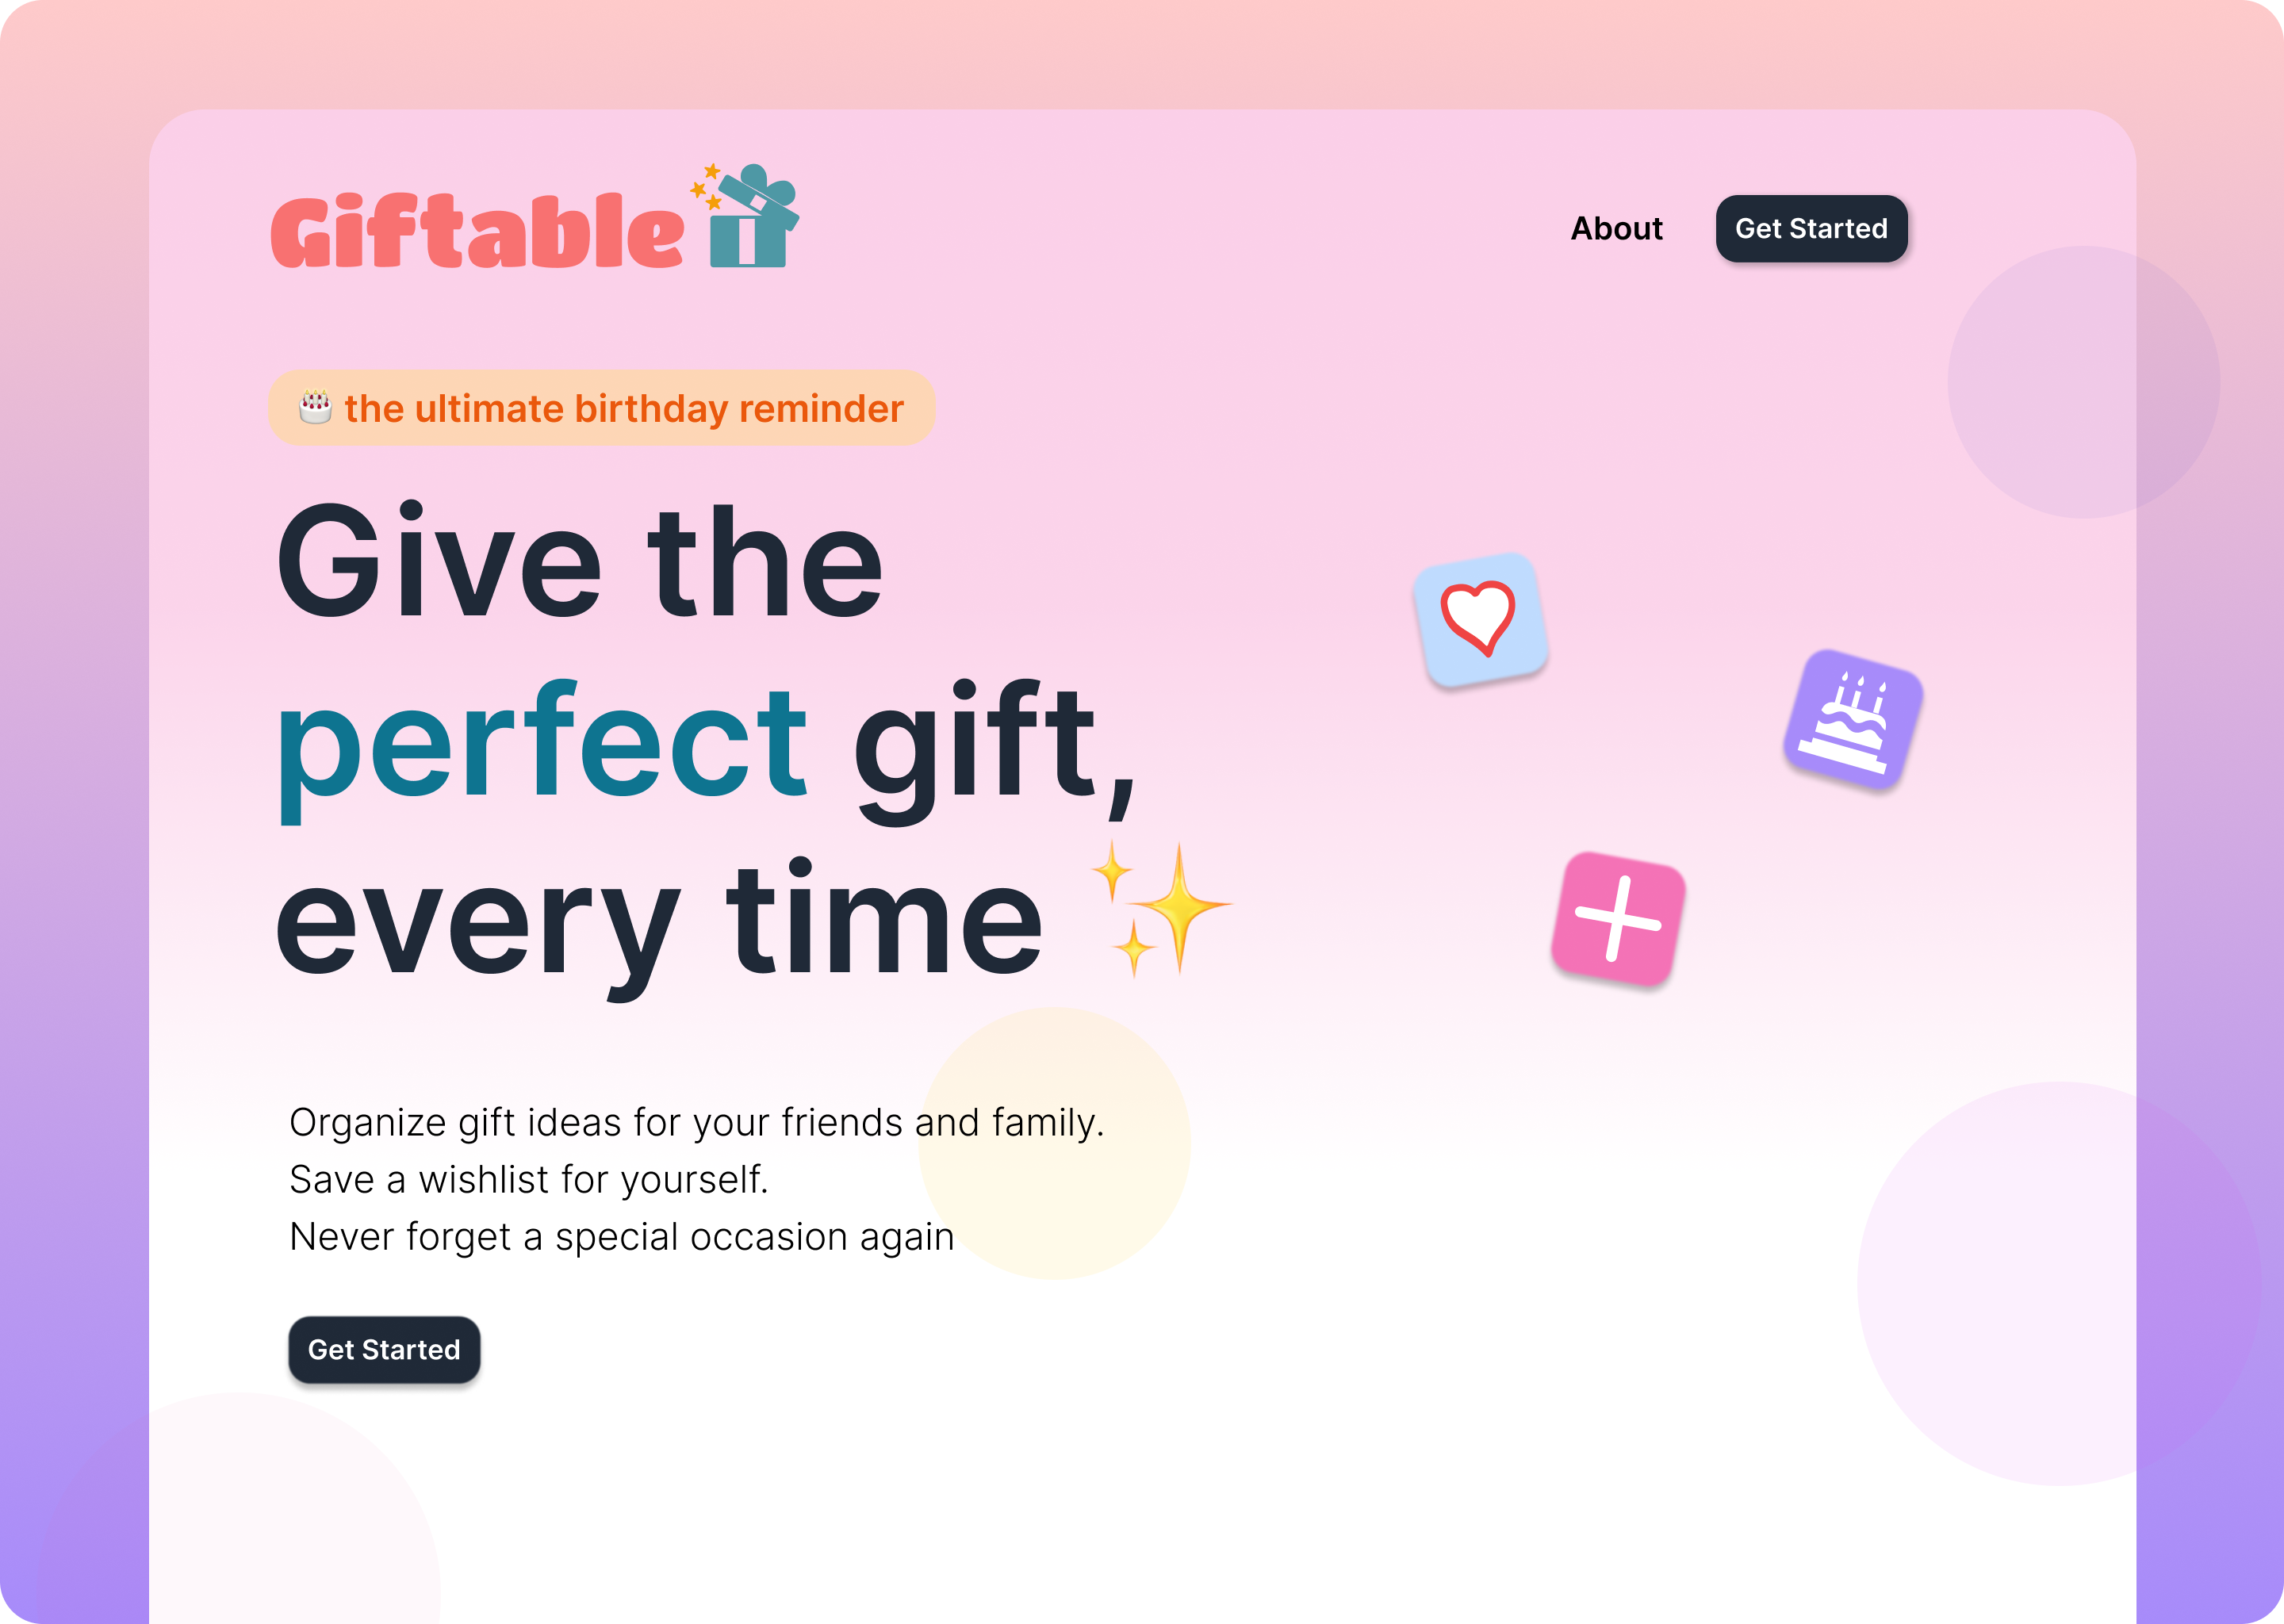 Giftable
About
Get Started
🎂 the ultimate birthday reminder
Give the
perfect gift,
every time ✨
Organize gift ideas for your friends and family.
Save a wishlist for yourself.
Never forget a special occasion again
Get Started